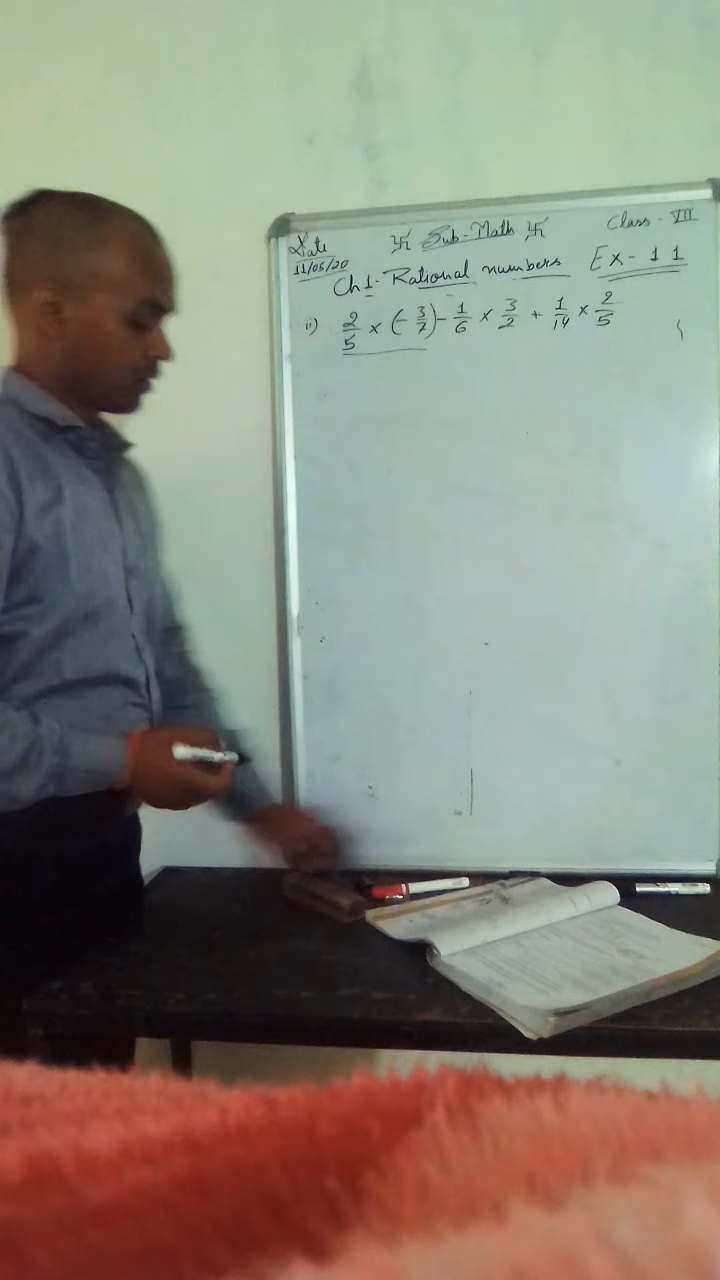 Date 卐 Sub - Math 卐 Class - VIII
11/05/20
Ch 1 - Rational numbers Ex - 1 1
ii) 2/5 × (- 3/7) - 1/6 × 3/2 + 1/14 × 2/5